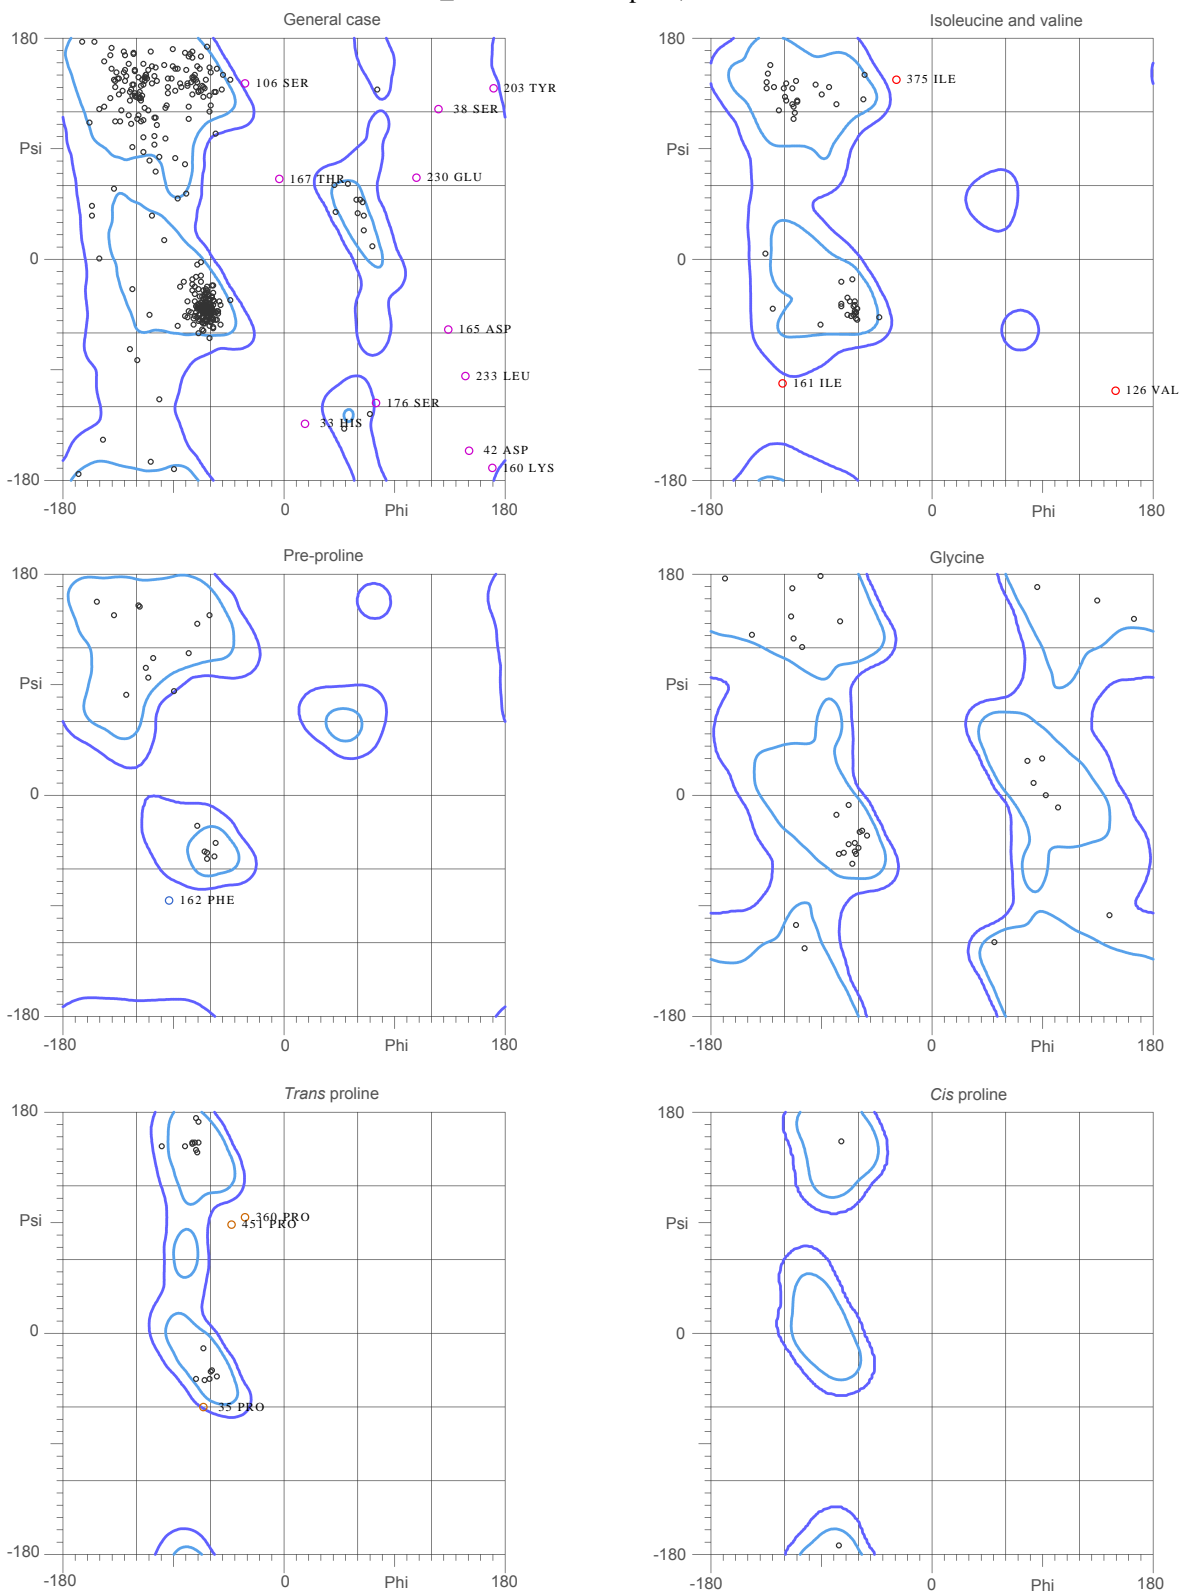 General case
180
Psi
0
-180
-180
0
Phi
180
106 SER
203 TYR
38 SER
167 THR
230 GLU
165 ASP
233 LEU
176 SER
33 HIS
42 ASP
160 LYS
Isoleucine and valine
180
Psi
0
-180
-180
0
Phi
180
375 ILE
161 ILE
126 VAL
Pre-proline
180
Psi
0
-180
-180
0
Phi
180
162 PHE
Glycine
180
Psi
0
-180
-180
0
Phi
180
Trans proline
180
Psi
0
-180
-180
0
Phi
180
360 PRO
451 PRO
35 PRO
Cis proline
180
Psi
0
-180
-180
0
Phi
180